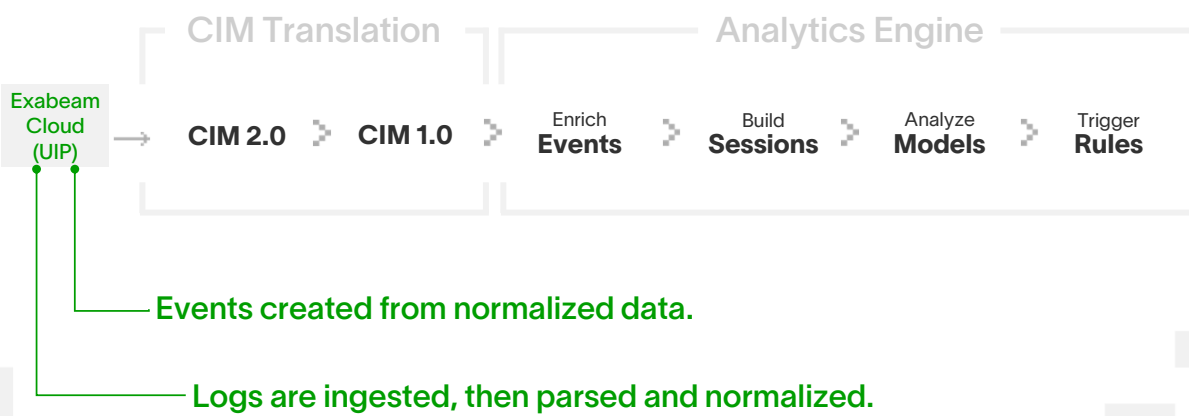 CIM Translation
Analytics Engine
Exabeam
Cloud
(UIP)
CIM 2.0
CIM 1.0
Enrich
Events
Build
Sessions
Analyze
Models
Trigger
Rules
Events created from normalized data.
Logs are ingested, then parsed and normalized.